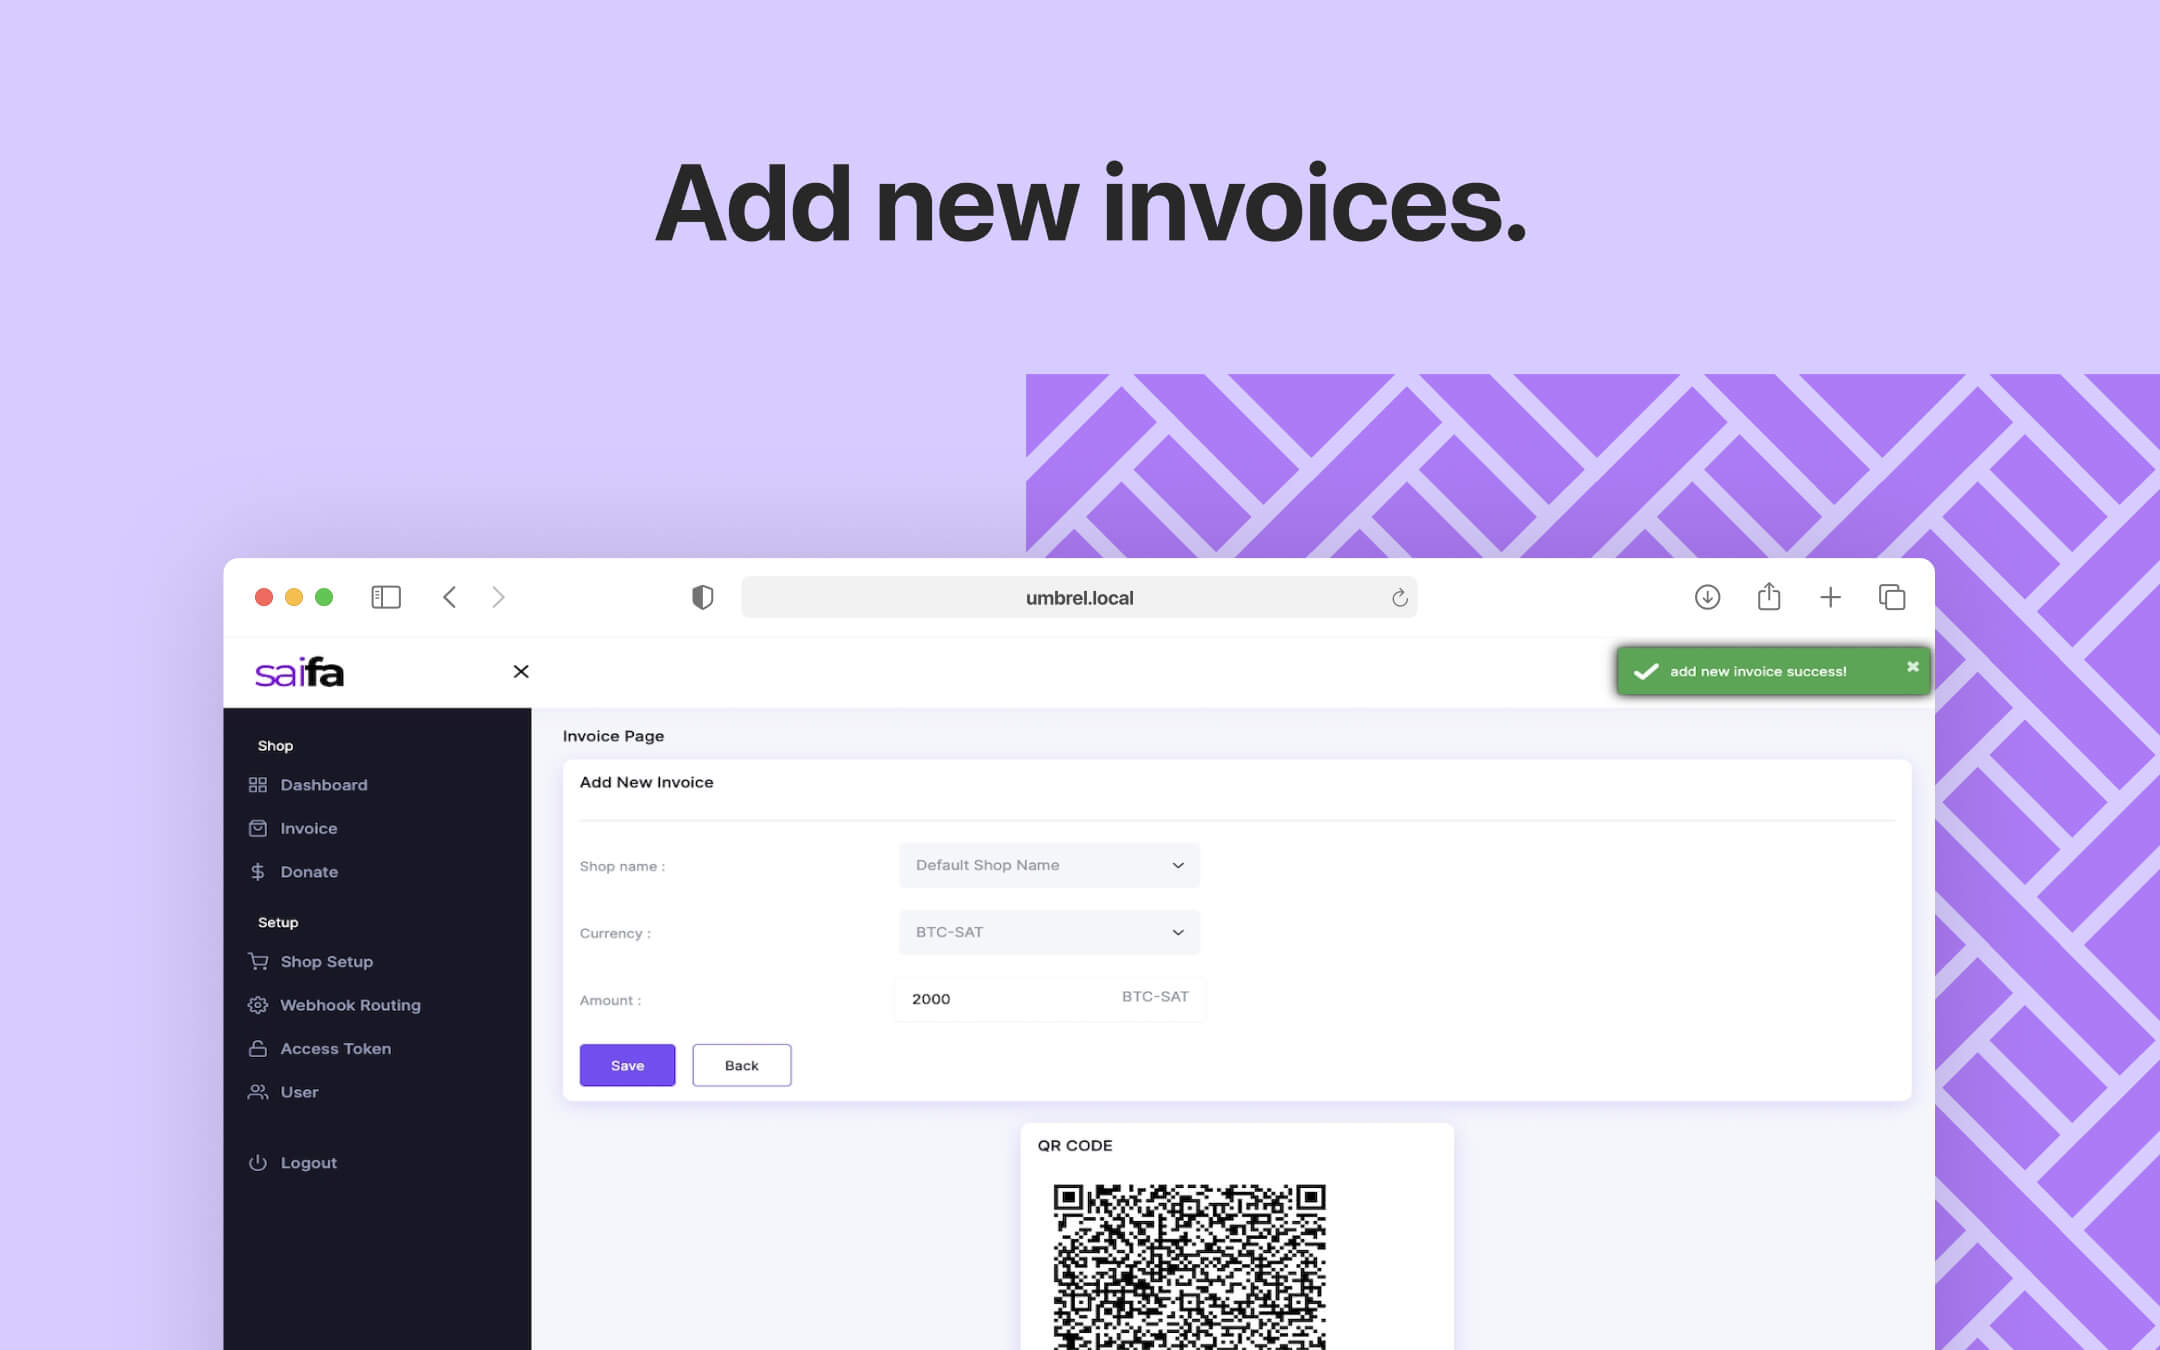 Add new invoices.
umbrel.local
saifa
add new invoice success!
Shop
Dashboard
Invoice
Donate
Setup
Shop Setup
Webhook Routing
Access Token
User
Logout
Invoice Page
Add New Invoice
Shop name :
Default Shop Name
Currency :
BTC-SAT
Amount :
2000
BTC-SAT
Save
Back
QR CODE